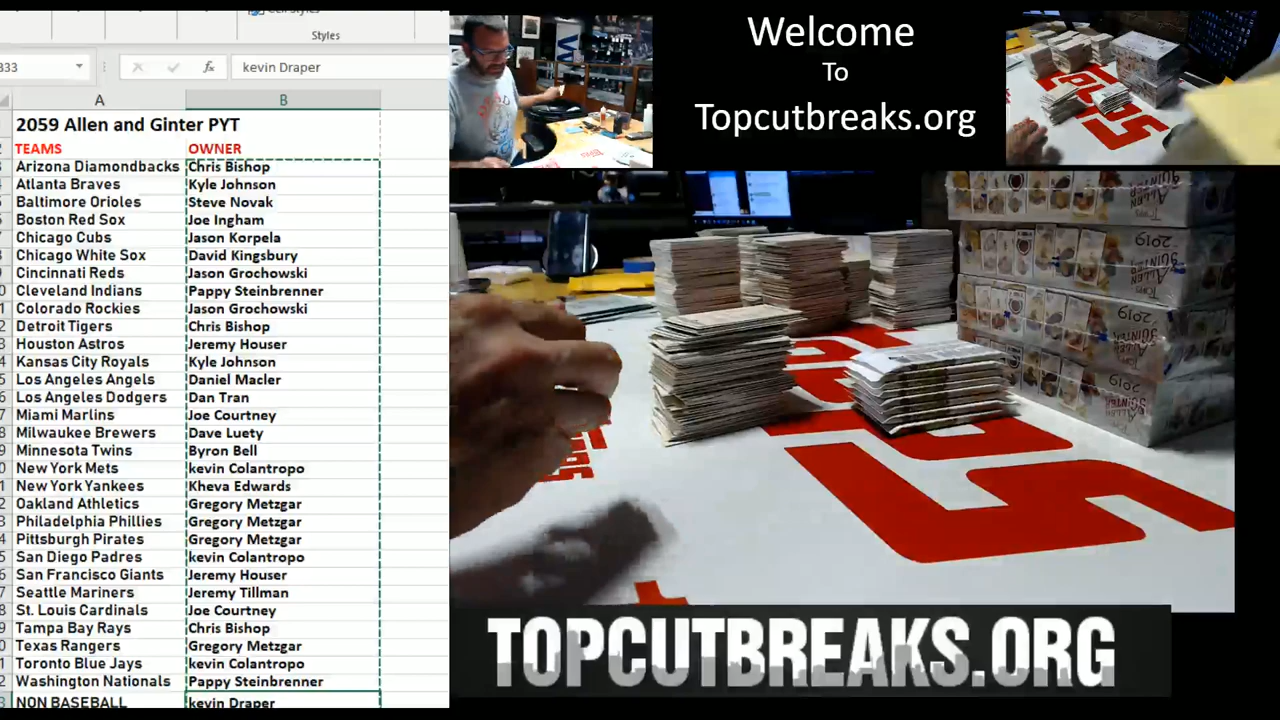 Styles
B33
kevin Draper
A B
2059 Allen and Ginter PYT
TEAMS OWNER
Arizona Diamondbacks Chris Bishop
Atlanta Braves Kyle Johnson
Baltimore Orioles Steve Novak
Boston Red Sox Joe Ingham
Chicago Cubs Jason Korpela
Chicago White Sox David Kingsbury
Cincinnati Reds Jason Grochowski
Cleveland Indians Pappy Steinbrenner
Colorado Rockies Jason Grochowski
Detroit Tigers Chris Bishop
Houston Astros Jeremy Houser
Kansas City Royals Kyle Johnson
Los Angeles Angels Daniel Macler
Los Angeles Dodgers Dan Tran
Miami Marlins Joe Courtney
Milwaukee Brewers Dave Luety
Minnesota Twins Byron Bell
New York Mets kevin Colantropo
New York Yankees Kheva Edwards
Oakland Athletics Gregory Metzgar
Philadelphia Phillies Gregory Metzgar
Pittsburgh Pirates Gregory Metzgar
San Diego Padres kevin Colantropo
San Francisco Giants Jeremy Houser
Seattle Mariners Jeremy Tillman
St. Louis Cardinals Joe Courtney
Tampa Bay Rays Chris Bishop
Texas Rangers Gregory Metzgar
Toronto Blue Jays kevin Colantropo
Washington Nationals Pappy Steinbrenner
NON BASEBALL kevin Draper
Welcome
To
Topcutbreaks.org
2019
ALLEN
GINTER
TOPCUTBREAKS.ORG